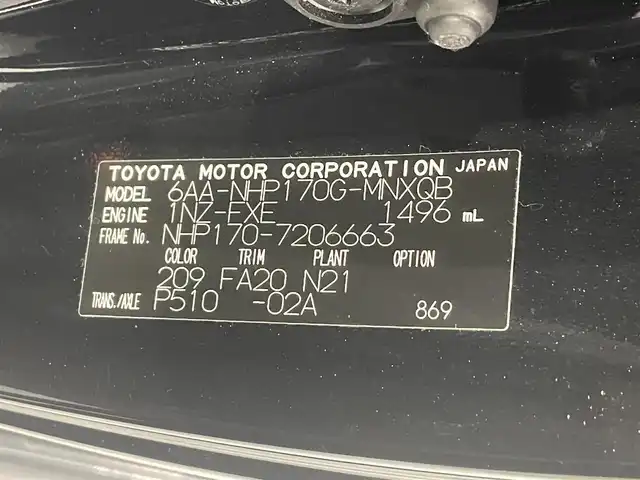 TOYOTA MOTOR CORPORATION JAPAN
MODEL 6AA-NHP170G-MNXQB
ENGINE 1NZ-FXE 1496 mL
FRAME No. NHP170-7206663
COLOR TRIM PLANT OPTION
209 FA20 N21
TRANS./AXLE P510 -02A 869